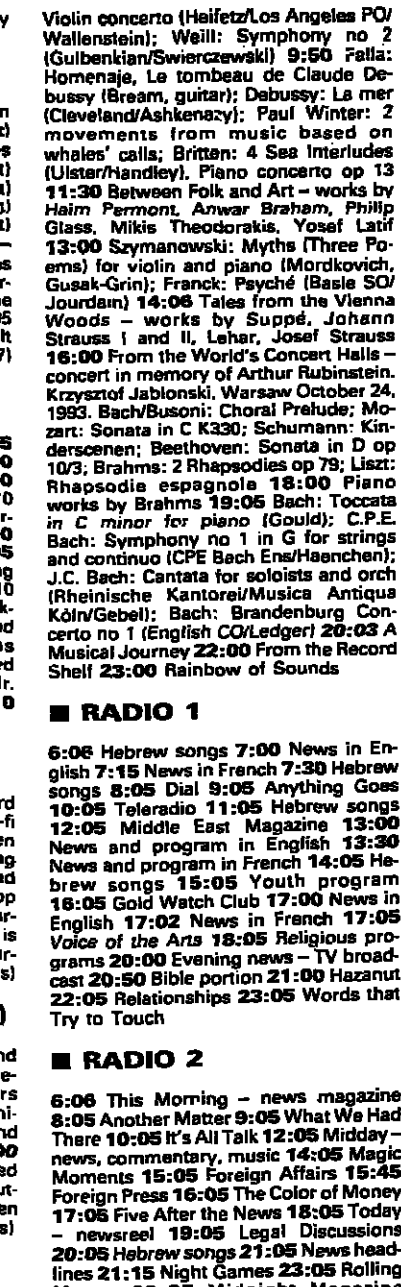 Violin concerto (Heifetz/Los Angeles PO/
Wallenstein); Weill: Symphony no 2
(Gulbenkian/Swierczewski) 9:50 Falla:
Homenaje, Le tombeau de Claude De-
bussy (Bream, guitar); Debussy: La mer
(Cleveland/Ashkenazy); Paul Winter: 2
movements from music based on
whales' calls; Britten: 4 Sea Interludes
(Ulster/Handley), Piano concerto op 13
11:30 Between Folk and Art – works by
Haim Permont, Anwar Braham, Philip
Glass, Mikis Theodorakis, Yosef Latif
13:00 Szymanowski: Myths (Three Po-
ems) for violin and piano (Mordkovich,
Gusak-Grin); Franck: Psyché (Basle SO/
Jourdain) 14:06 Tales from the Vienna
Woods – works by Suppé, Johann
Strauss I and II, Lehar, Josef Strauss
16:00 From the World's Concert Halls –
concert in memory of Arthur Rubinstein.
Krzysztof Jablonski, Warsaw October 24,
1993. Bach/Busoni: Choral Prelude; Mo-
zart: Sonata in C K330; Schumann: Kin-
derscenen; Beethoven: Sonata in D op
10/3; Brahms: 2 Rhapsodies op 79; Liszt:
Rhapsodie espagnole 18:00 Piano
works by Brahms 19:05 Bach: Toccata
in C minor for piano (Gould); C.P.E.
Bach: Symphony no 1 in G for strings
and continuo (CPE Bach Ens/Haenchen);
J.C. Bach: Cantata for soloists and orch
(Rheinische Kantorei/Musica Antiqua
Köln/Gebel); Bach: Brandenburg Con-
certo no 1 (English CO/Ledger) 20:03 A
Musical Journey 22:00 From the Record
Shelf 23:00 Rainbow of Sounds
■ RADIO 1
6:06 Hebrew songs 7:00 News in En-
glish 7:15 News in French 7:30 Hebrew
songs 8:05 Dial 9:05 Anything Goes
10:05 Teleradio 11:05 Hebrew songs
12:05 Middle East Magazine 13:00
News and program in English 13:30
News and program in French 14:05 He-
brew songs 15:05 Youth program
16:05 Gold Watch Club 17:00 News in
English 17:02 News in French 17:05
Voice of the Arts 18:05 Religious pro-
grams 20:00 Evening news – TV broad-
cast 20:50 Bible portion 21:00 Hazanut
22:05 Relationships 23:05 Words that
Try to Touch
■ RADIO 2
6:06 This Morning – news magazine
8:05 Another Matter 9:05 What We Had
There 10:05 It's All Talk 12:05 Midday –
news, commentary, music 14:05 Magic
Moments 15:05 Foreign Affairs 15:45
Foreign Press 16:05 The Color of Money
17:05 Five After the News 18:05 Today
– newsreel 19:05 Legal Discussions
20:05 Hebrew songs 21:05 News head-
lines 21:15 Night Games 23:05 Rolling